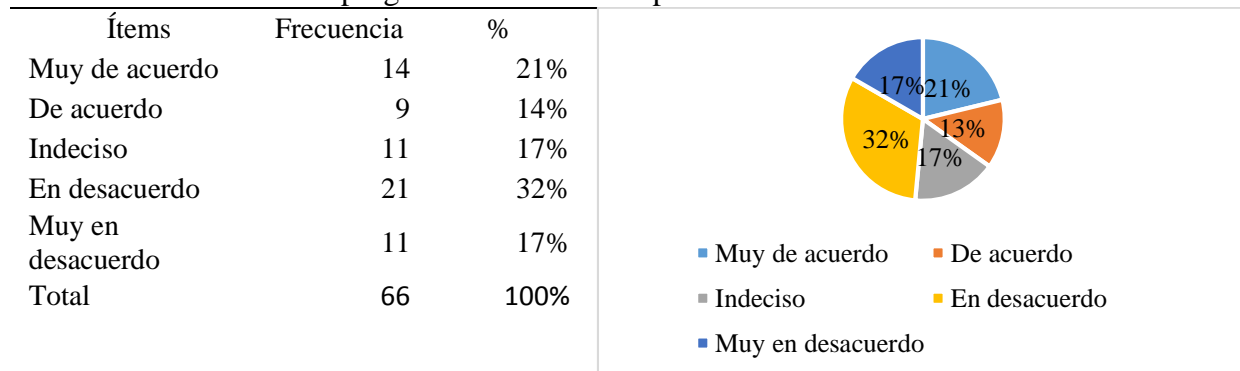 Ítems Frecuencia %
Muy de acuerdo 14 21%
De acuerdo 9 14%
Indeciso 11 17%
En desacuerdo 21 32%
Muy en
desacuerdo 11 17%
Total 66 100%
17% 21%
13%
32%
17%
Muy de acuerdo De acuerdo
Indeciso En desacuerdo
Muy en desacuerdo